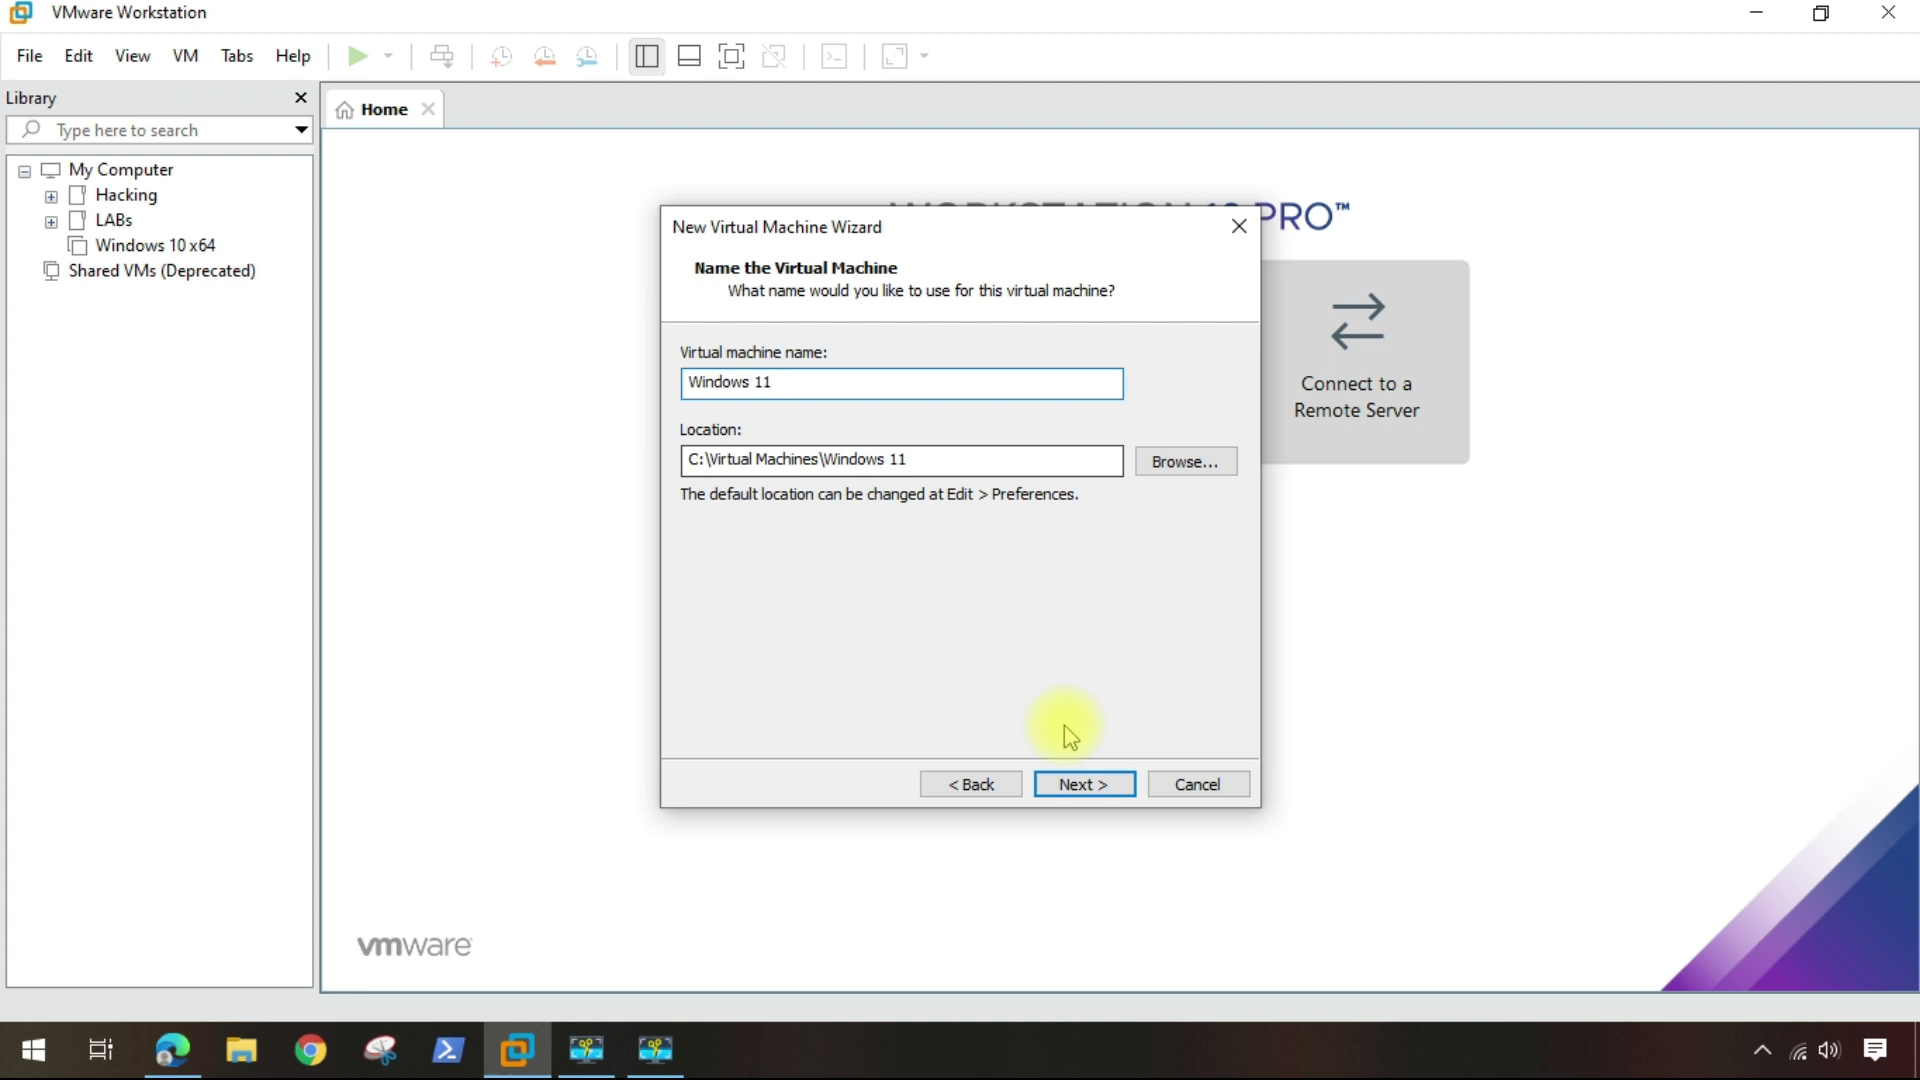 VMware Workstation
File Edit View VM Tabs Help
Library
Type here to search
My Computer
Hacking
LABs
Windows 10 x64
Shared VMs (Deprecated)
Home
PRO™
New Virtual Machine Wizard
Name the Virtual Machine
What name would you like to use for this virtual machine?
Virtual machine name:
Windows 11
Location:
C:\Virtual Machines\Windows 11
Browse...
The default location can be changed at Edit > Preferences.
< Back
Next >
Cancel
Connect to a
Remote Server
vmware